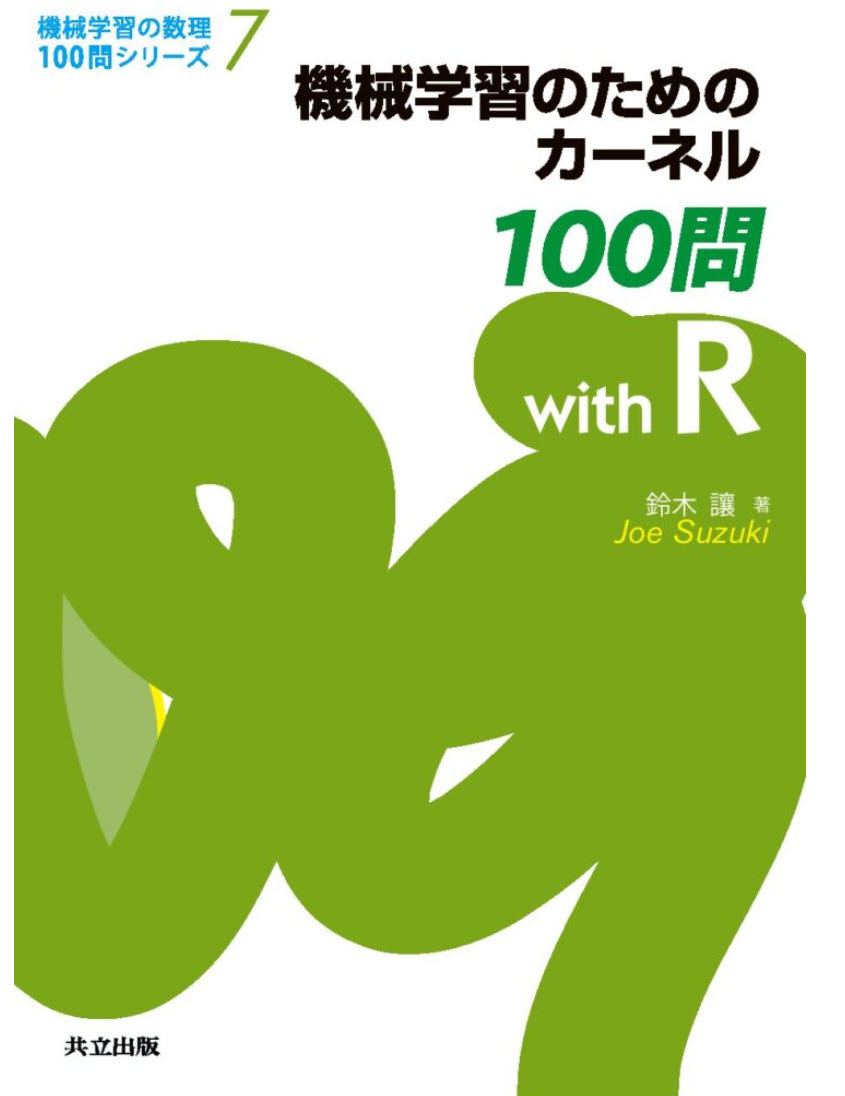 機械学習の数理
100問シリーズ 7
機械学習のための
カーネル
100問
with R
鈴木 讓 著
Joe Suzuki
共立出版